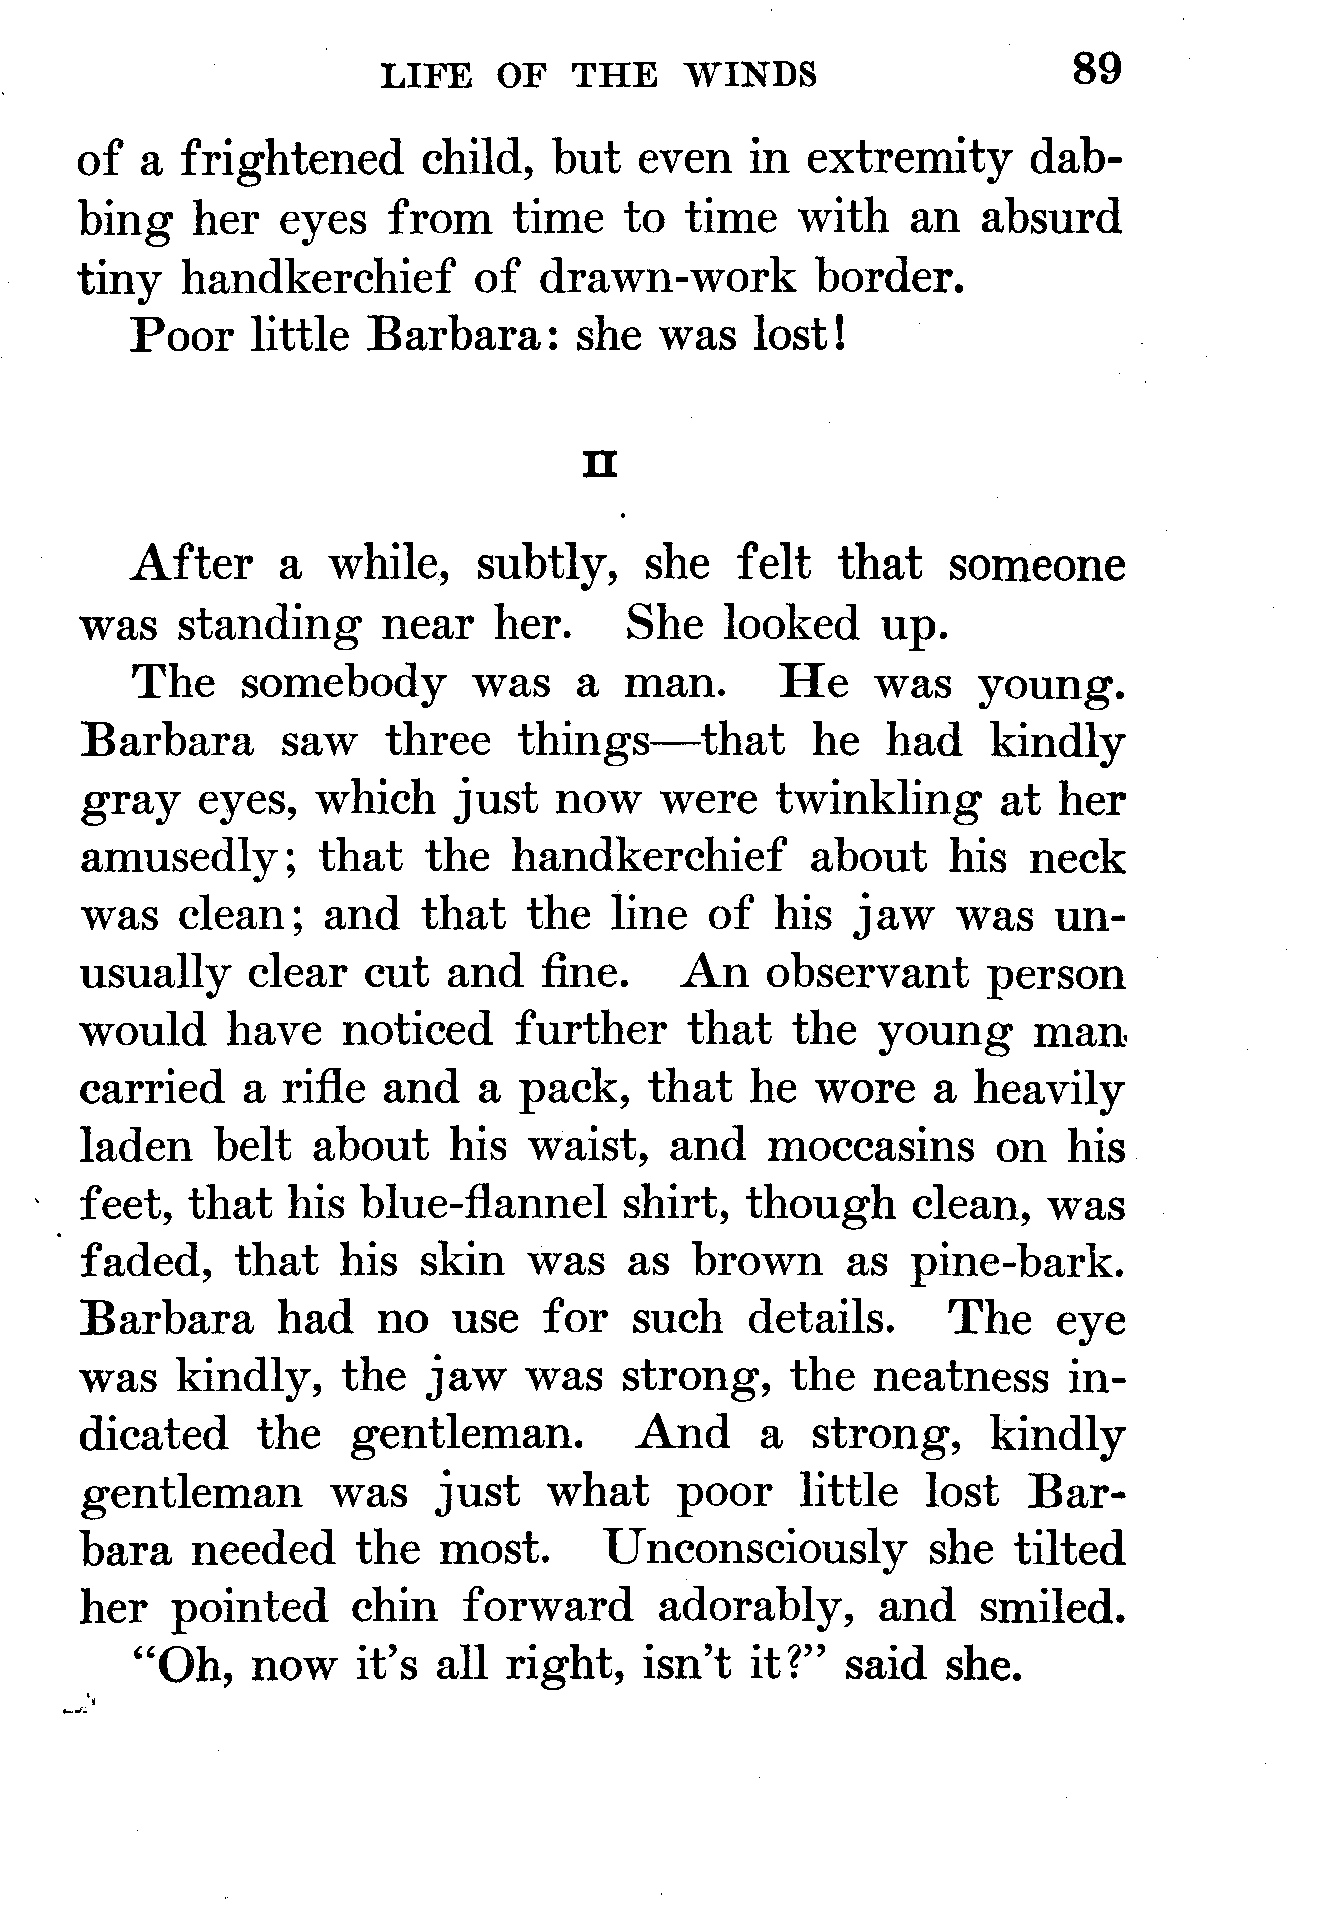 LIFE OF THE WINDS 89
of a frightened child, but even in extremity dab-
bing her eyes from time to time with an absurd
tiny handkerchief of drawn-work border.
Poor little Barbara: she was lost!
II
After a while, subtly, she felt that someone
was standing near her. She looked up.
The somebody was a man. He was young.
Barbara saw three things—that he had kindly
gray eyes, which just now were twinkling at her
amusedly; that the handkerchief about his neck
was clean; and that the line of his jaw was un-
usually clear cut and fine. An observant person
would have noticed further that the young man
carried a rifle and a pack, that he wore a heavily
laden belt about his waist, and moccasins on his
feet, that his blue-flannel shirt, though clean, was
faded, that his skin was as brown as pine-bark.
Barbara had no use for such details. The eye
was kindly, the jaw was strong, the neatness in-
dicated the gentleman. And a strong, kindly
gentleman was just what poor little lost Bar-
bara needed the most. Unconsciously she tilted
her pointed chin forward adorably, and smiled.
“Oh, now it’s all right, isn’t it?” said she.